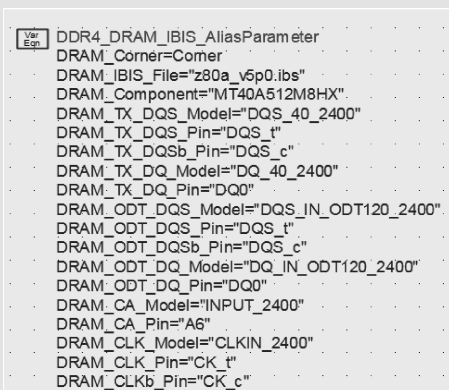 Var
Eqn
DDR4_DRAM_IBIS_AliasParameter
DRAM_Corner=Corner
DRAM_IBIS_File="z80a_v5p0.ibs"
DRAM_Component="MT40A512M8HX"
DRAM_TX_DQS_Model="DQS_40_2400"
DRAM_TX_DQS_Pin="DQS_t"
DRAM_TX_DQSb_Pin="DQS_c"
DRAM_TX_DQ_Model="DQ_40_2400"
DRAM_TX_DQ_Pin="DQ0"
DRAM_ODT_DQS_Model="DQS_IN_ODT120_2400"
DRAM_ODT_DQS_Pin="DQS_t"
DRAM_ODT_DQSb_Pin="DQS_c"
DRAM_ODT_DQ_Model="DQ_IN_ODT120_2400"
DRAM_ODT_DQ_Pin="DQ0"
DRAM_CA_Model="INPUT_2400"
DRAM_CA_Pin="A6"
DRAM_CLK_Model="CLKIN_2400"
DRAM_CLK_Pin="CK_t"
DRAM_CLKb_Pin="CK_c"